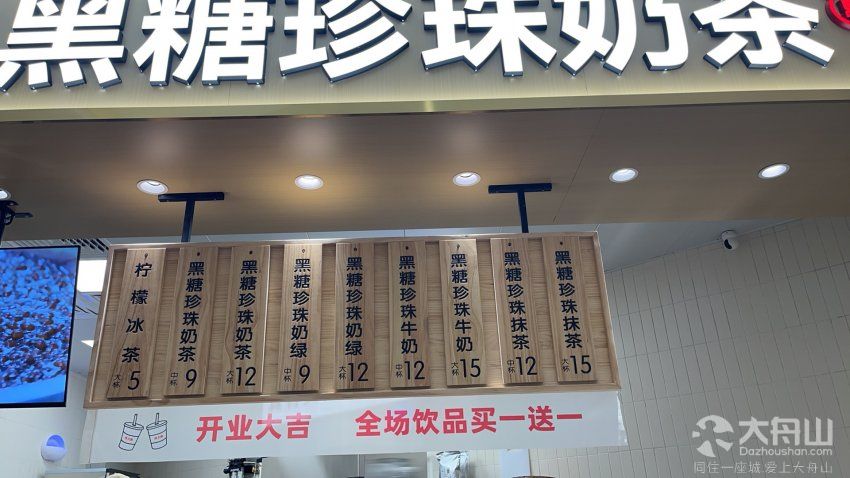 黑糖珍珠奶茶
柠檬冰茶 大杯 5
黑糖珍珠奶茶 中杯 9
黑糖珍珠奶茶 大杯 12
黑糖珍珠奶绿 中杯 9
黑糖珍珠奶绿 大杯 12
黑糖珍珠牛奶 中杯 12
黑糖珍珠牛奶 大杯 15
黑糖珍珠抹茶 中杯 12
黑糖珍珠抹茶 大杯 15
开业大吉 全场饮品买一送一
大舟山
Dazhoushan.com
同住一座城.爱上大舟山